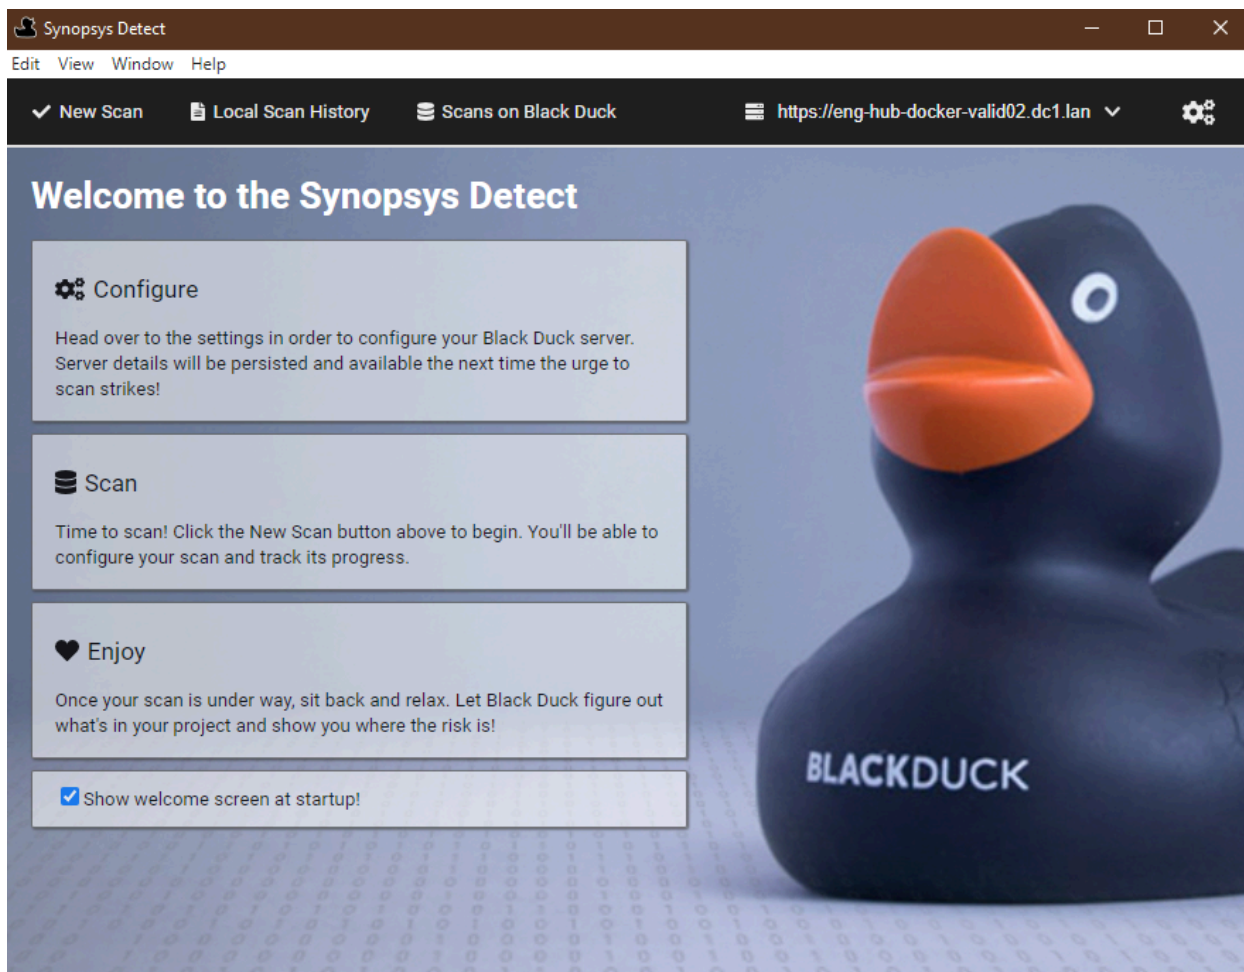 Synopsys Detect
Edit View Window Help
New Scan Local Scan History Scans on Black Duck https://eng-hub-docker-valid02.dc1.lan
Welcome to the Synopsys Detect
Configure
Head over to the settings in order to configure your Black Duck server.
Server details will be persisted and available the next time the urge to
scan strikes!
Scan
Time to scan! Click the New Scan button above to begin. You'll be able to
configure your scan and track its progress.
Enjoy
Once your scan is under way, sit back and relax. Let Black Duck figure out
what's in your project and show you where the risk is!
Show welcome screen at startup!
BLACKDUCK